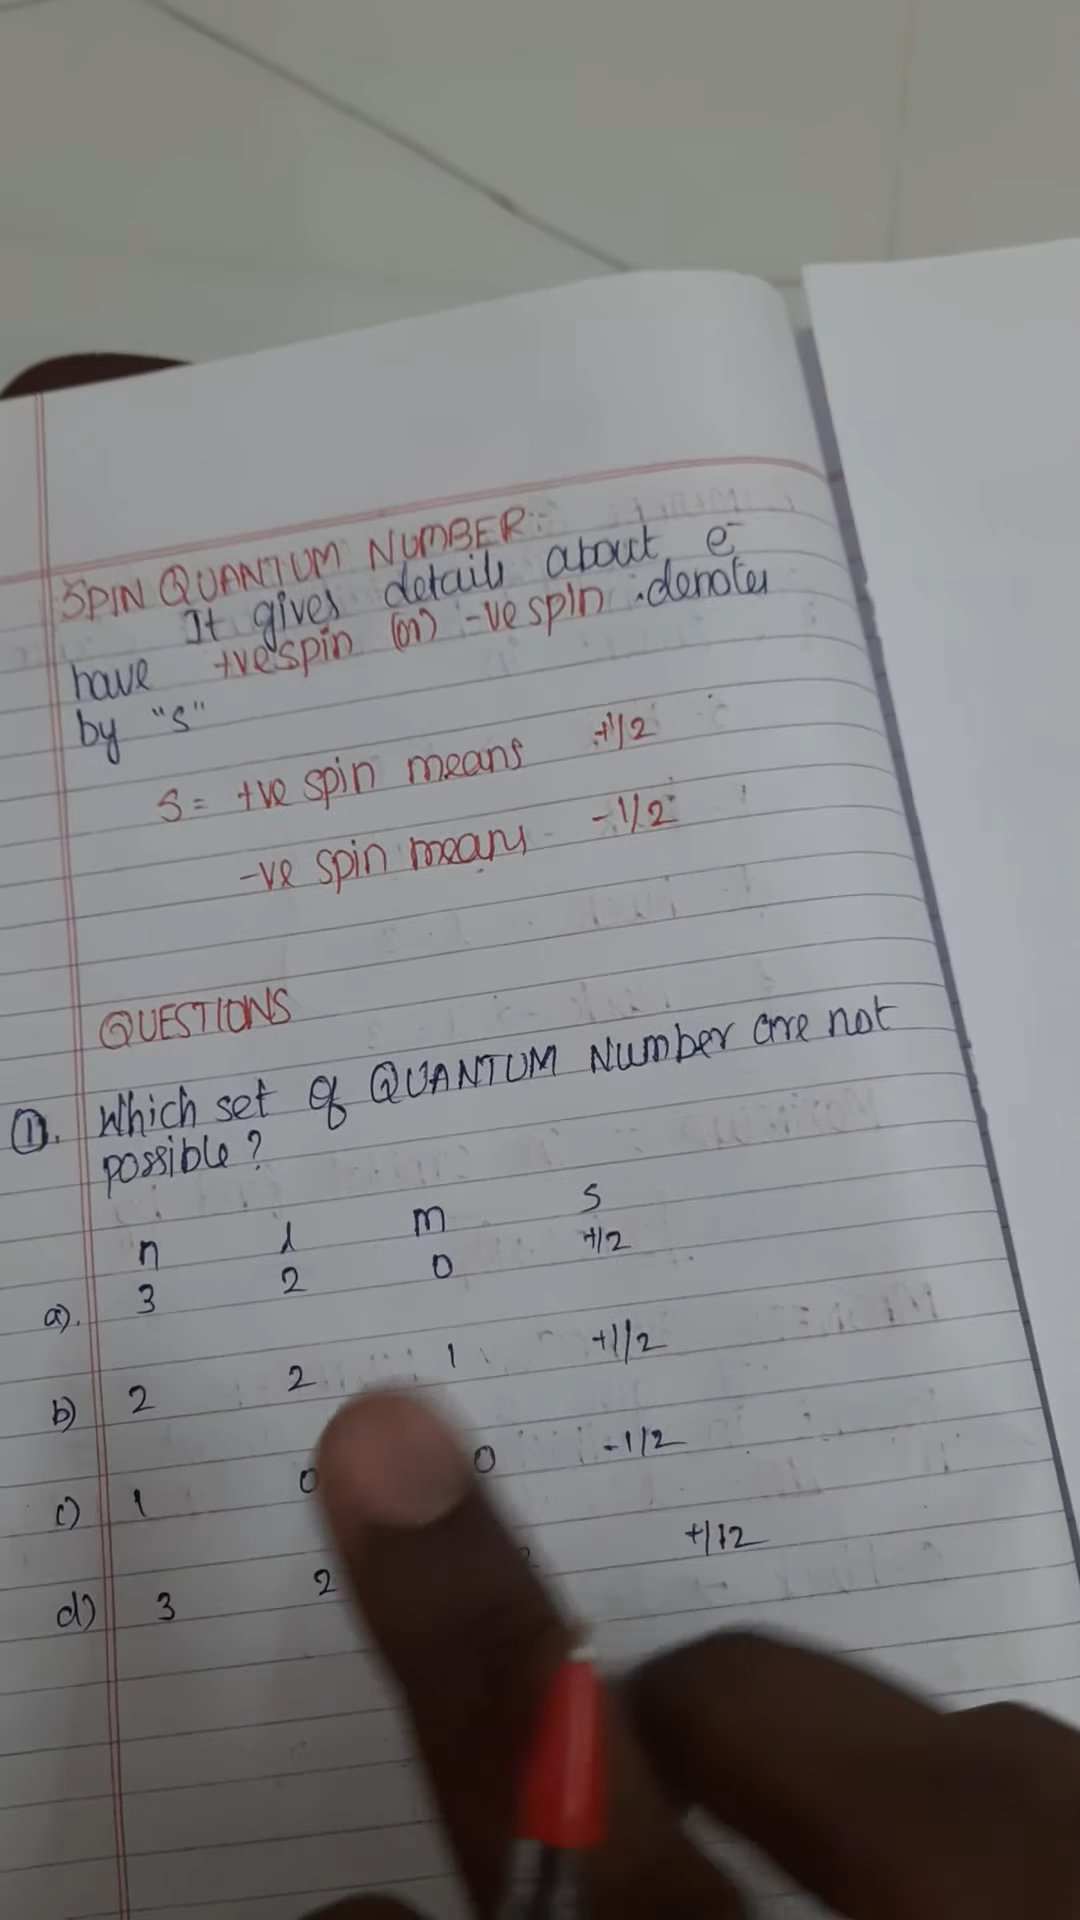 SPIN QUANTUM NUMBER:-
It gives details about e-
have +ve spin (or) -ve spin .denotes
by "s"
S= +ve spin means +1/2
-ve spin means -1/2
QUESTIONS
①. Which set of QUANTUM Number are not
possible?
n l m s
a). 3 2 0 +1/2
b) 2 2 1 +1/2
c) 1 0 0 -1/2
d) 3 2 +1/2